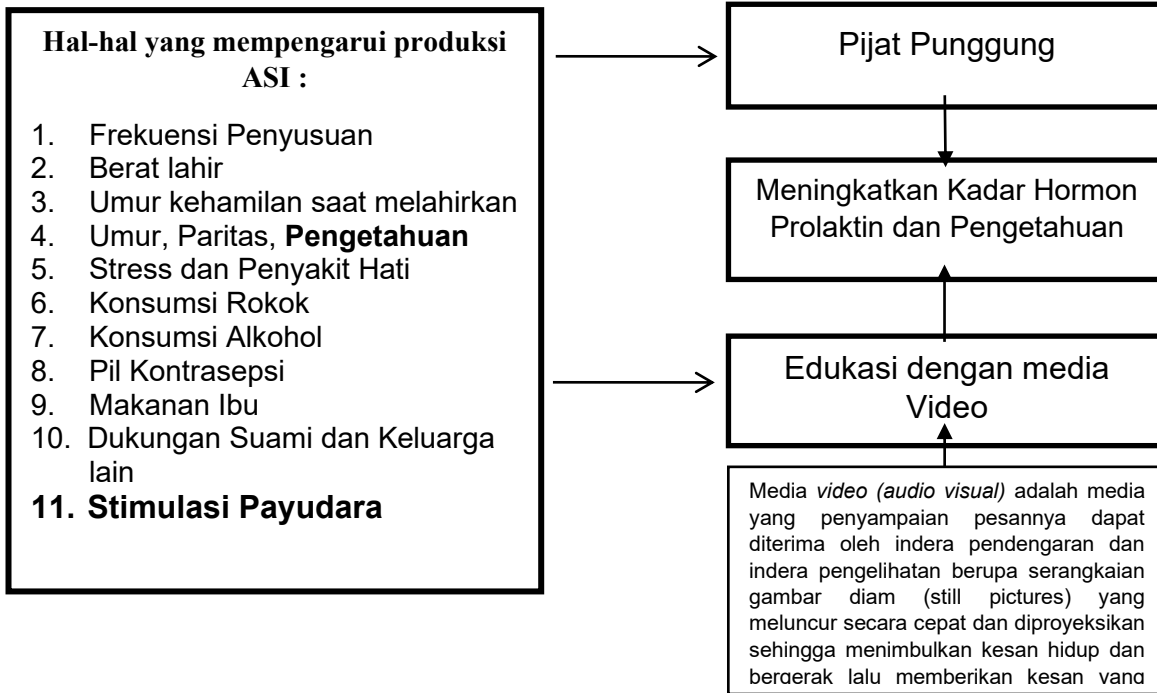 Hal-hal yang mempengarui produksi
ASI :
1. Frekuensi Penyusuan
2. Berat lahir
3. Umur kehamilan saat melahirkan
4. Umur, Paritas, Pengetahuan
5. Stress dan Penyakit Hati
6. Konsumsi Rokok
7. Konsumsi Alkohol
8. Pil Kontrasepsi
9. Makanan Ibu
10. Dukungan Suami dan Keluarga
lain
11. Stimulasi Payudara
Pijat Punggung
Meningkatkan Kadar Hormon
Prolaktin dan Pengetahuan
Edukasi dengan media
Video
Media video (audio visual) adalah media
yang penyampaian pesannya dapat
diterima oleh indera pendengaran dan
indera pengelihatan berupa serangkaian
gambar diam (still pictures) yang
meluncur secara cepat dan diproyeksikan
sehingga menimbulkan kesan hidup dan
bergerak lalu memberikan kesan yang